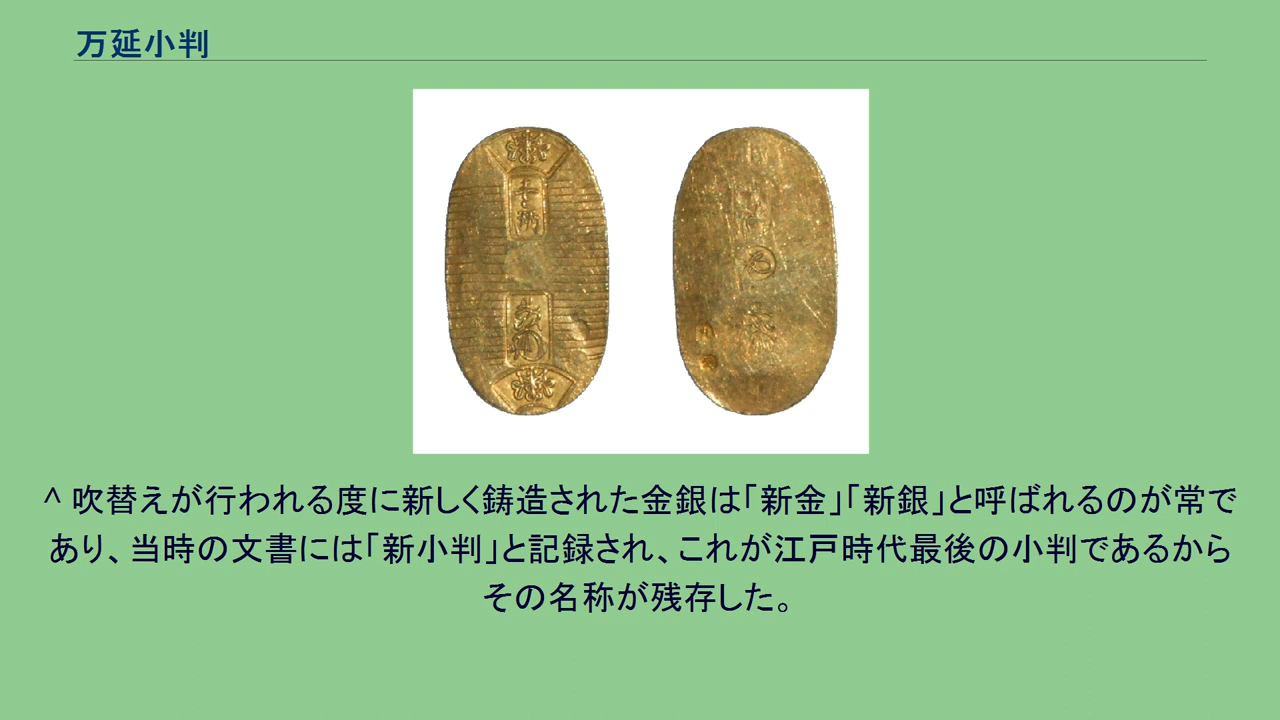 万延小判
^ 吹替えが行われる度に新しく鋳造された金銀は「新金」「新銀」と呼ばれるのが常で
あり、当時の文書には「新小判」と記録され、これが江戸時代最後の小判であるから
その名称が残存した。